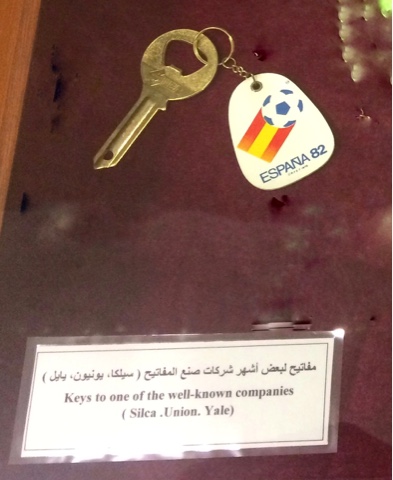 ESPAÑA 82
مفاتيح لبعض أشهر شركات صنع المفاتيح ( سيلكا، يونيون، يايل )
Keys to one of the well-known companies
( Silca .Union. Yale)